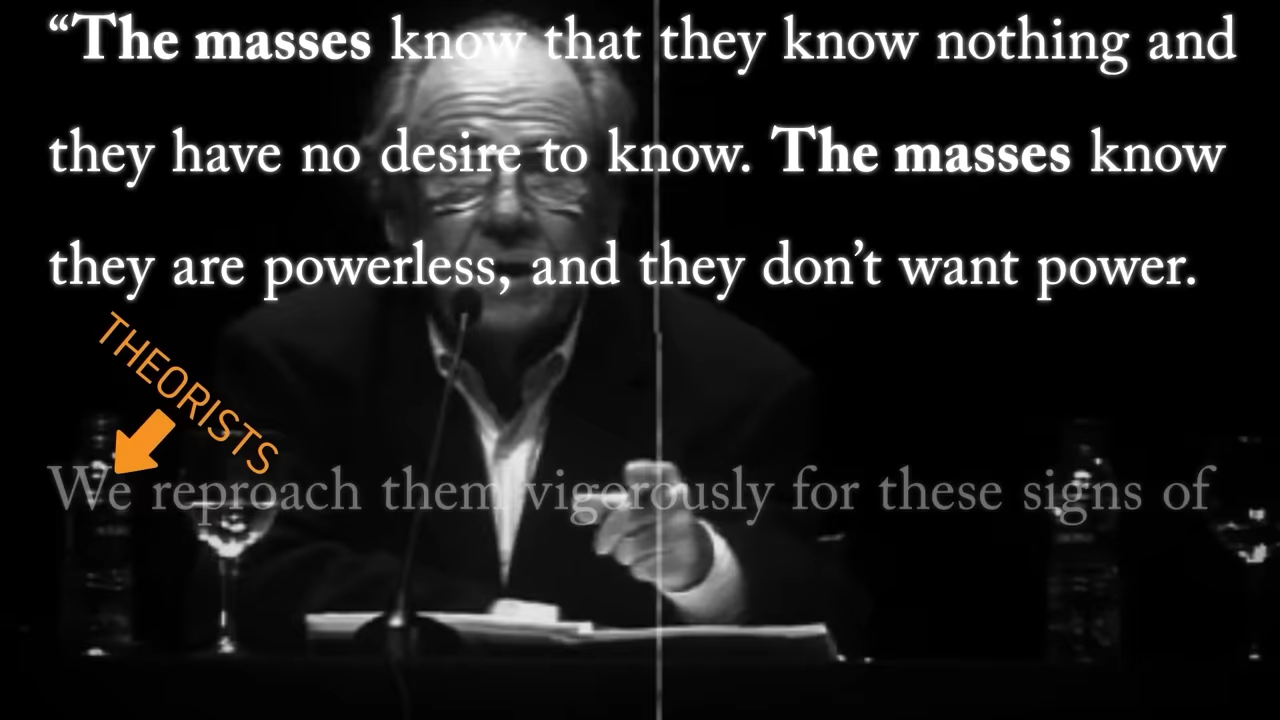 “The masses know that they know nothing and
they have no desire to know. The masses know
they are powerless, and they don’t want power.
THEORISTS
We reproach them vigorously for these signs of